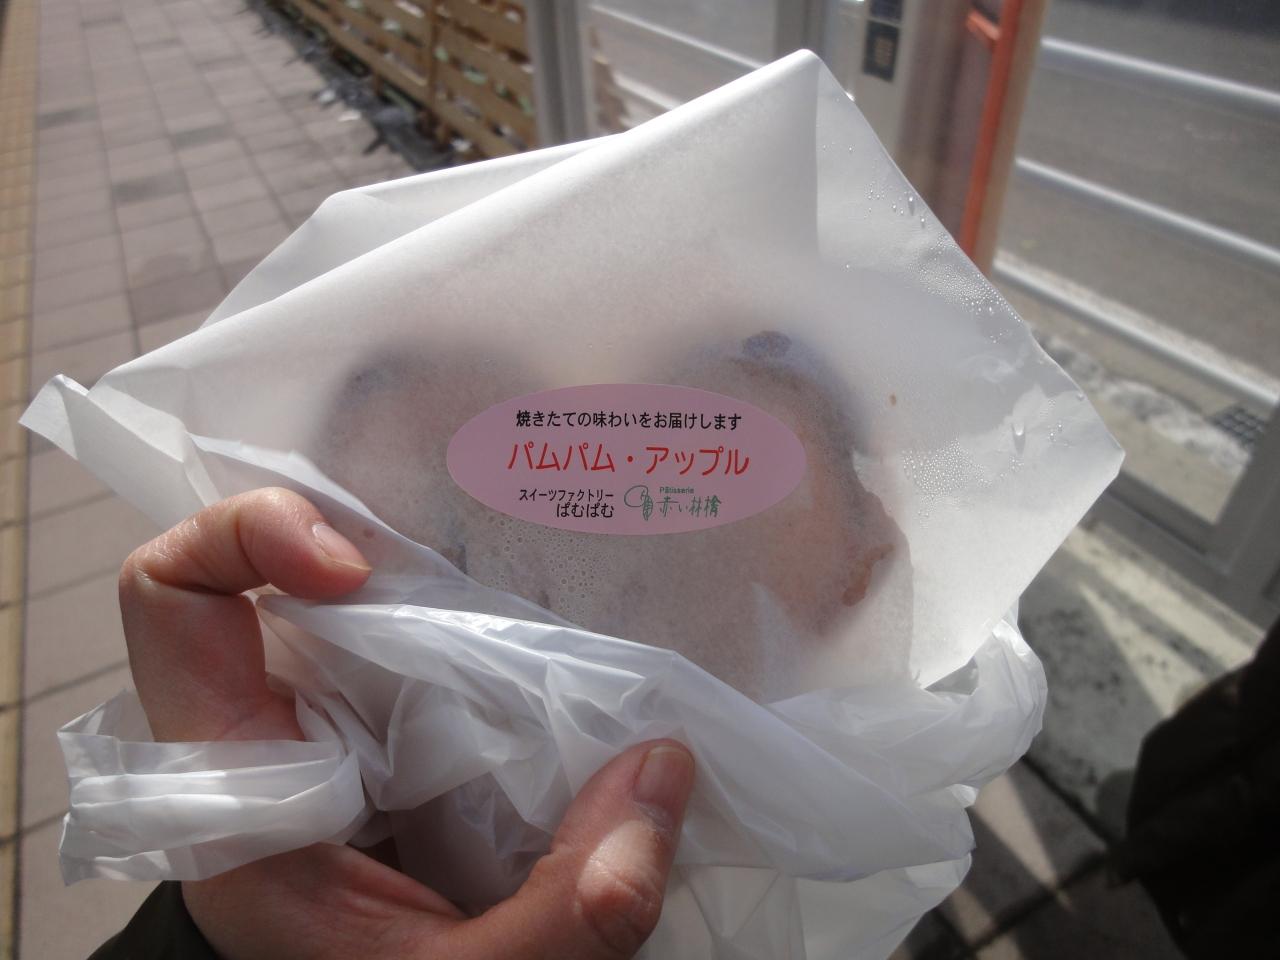 焼きたての味わいをお届けします
パムパム・アップル
スイーツファクトリー
ぱむぱむ
Pâtisserie
赤い林檎